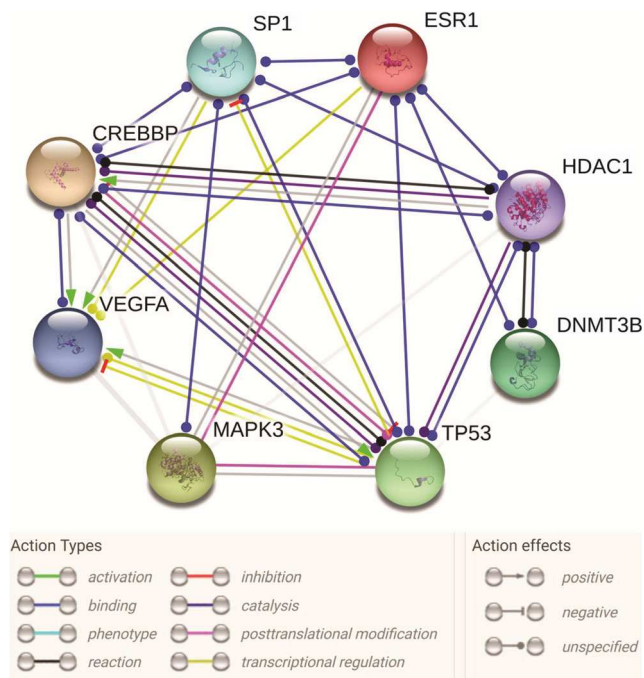 SP1
ESR1
CREBBP
HDAC1
VEGFA
DNMT3B
MAPK3
TP53
Action Types
activation
inhibition
binding
catalysis
phenotype
posttranslational modification
reaction
transcriptional regulation
Action effects
positive
negative
unspecified